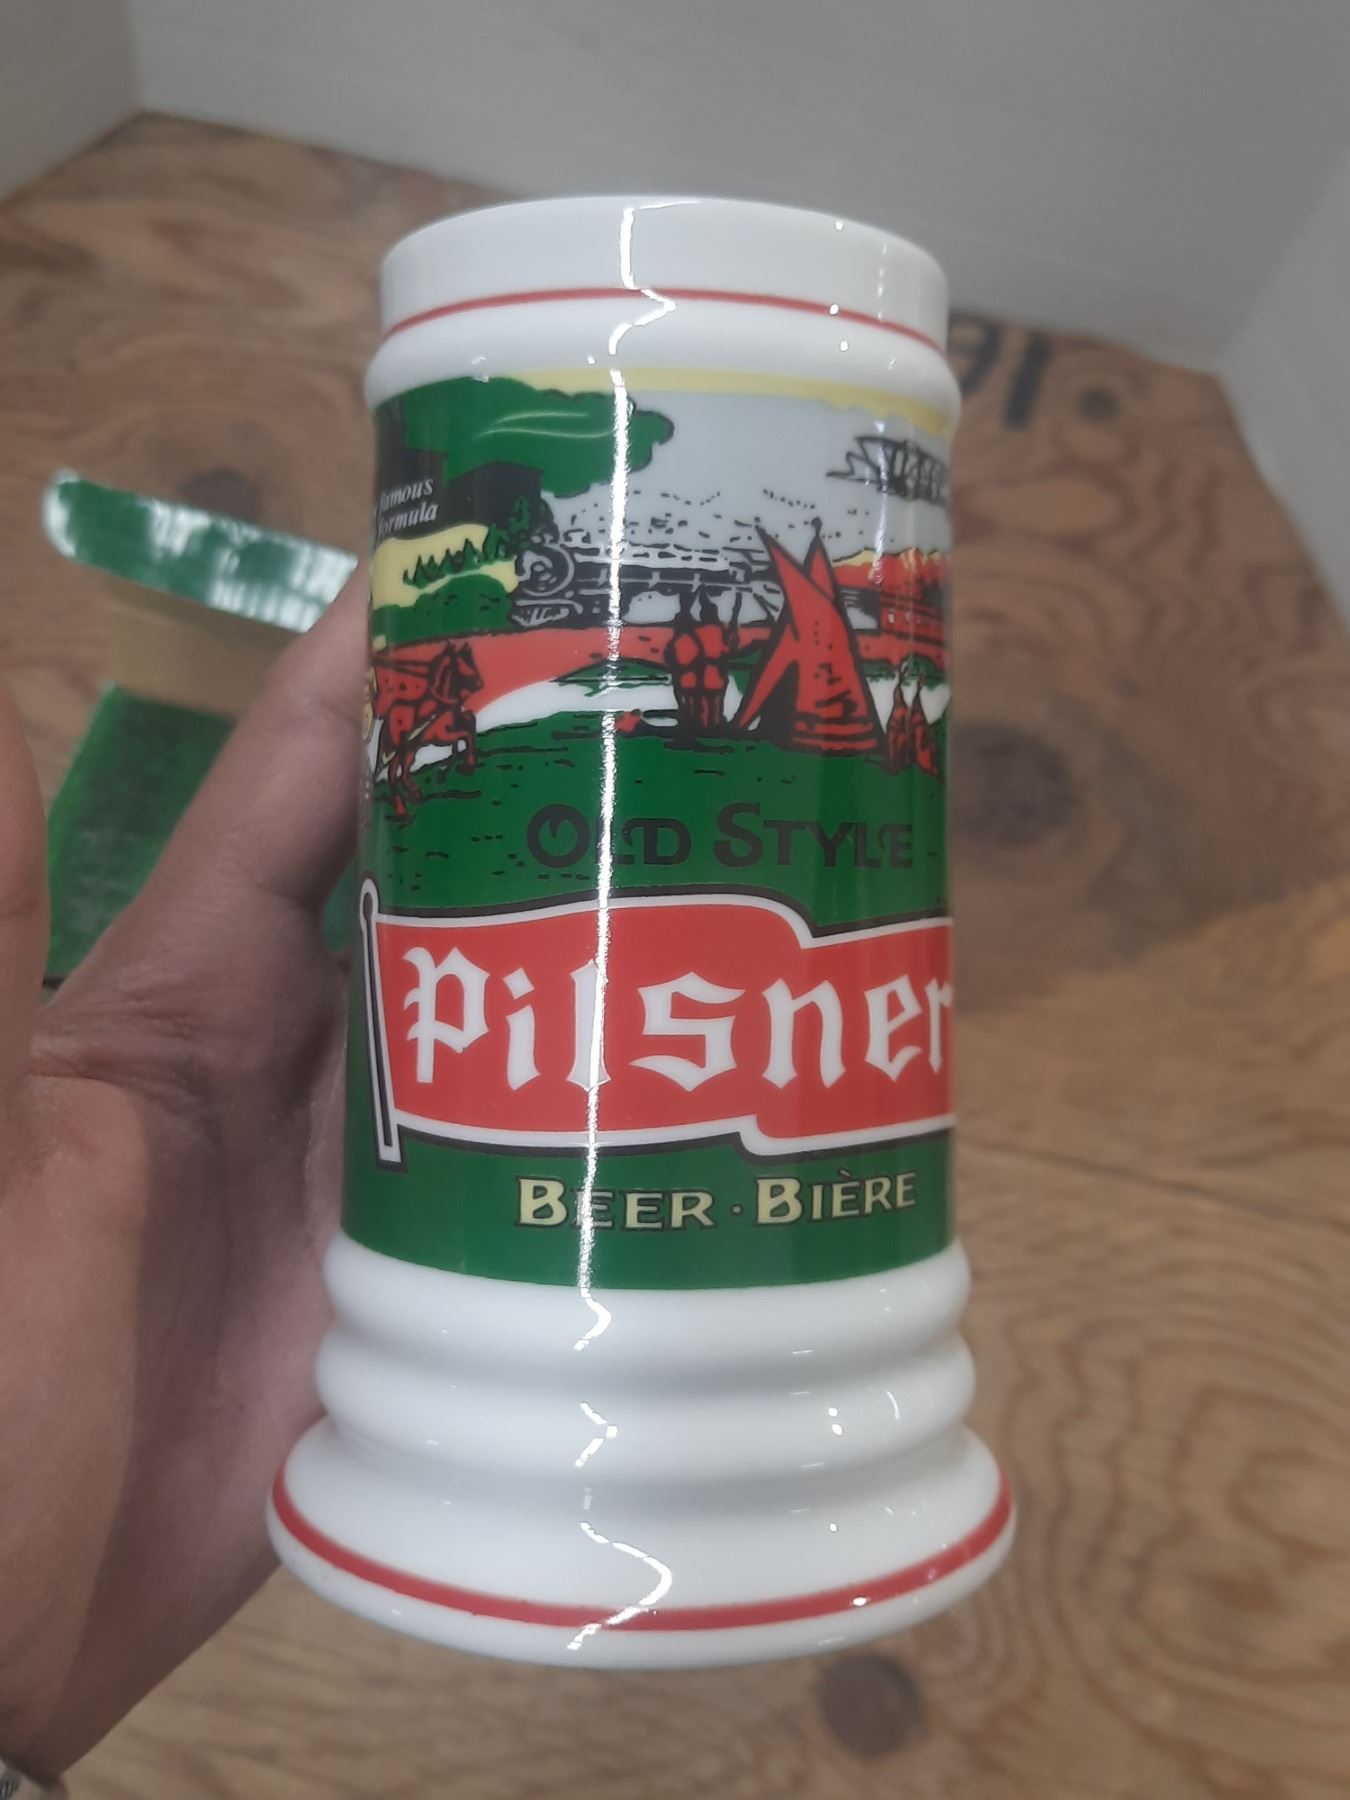 famous
formula
OLD STYLE
Pilsner
BEER · BIÈRE